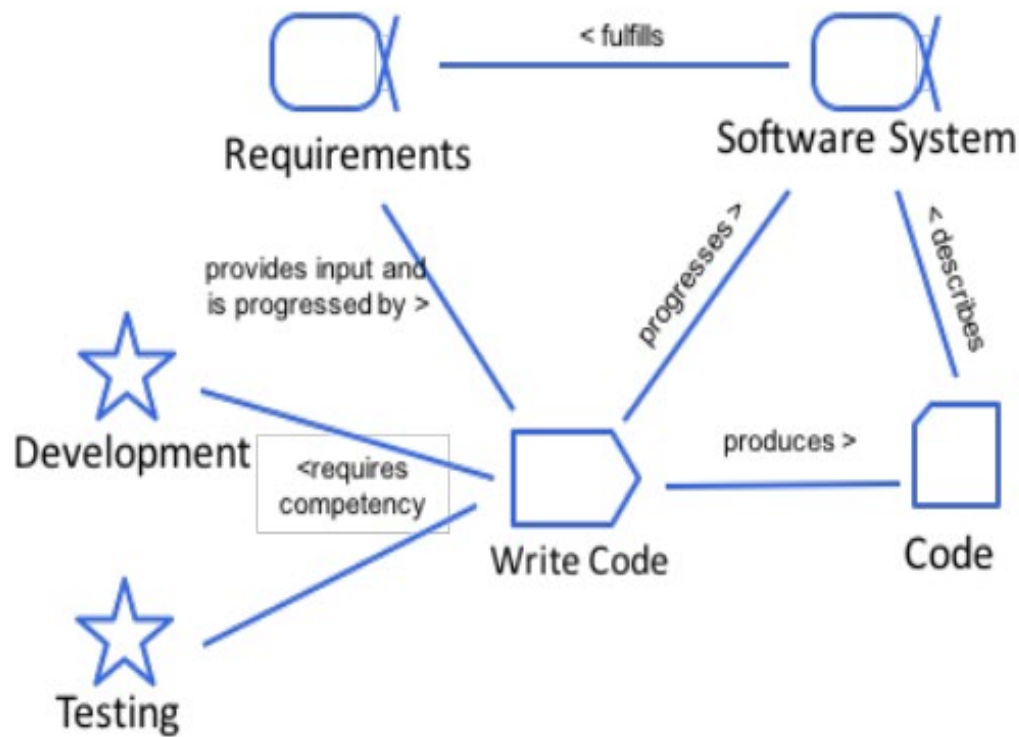 < fulfills
Requirements
Software System
provides input and
is progressed by >
progresses >
< describes
Development
<requires
competency
produces >
Write Code
Code
Testing